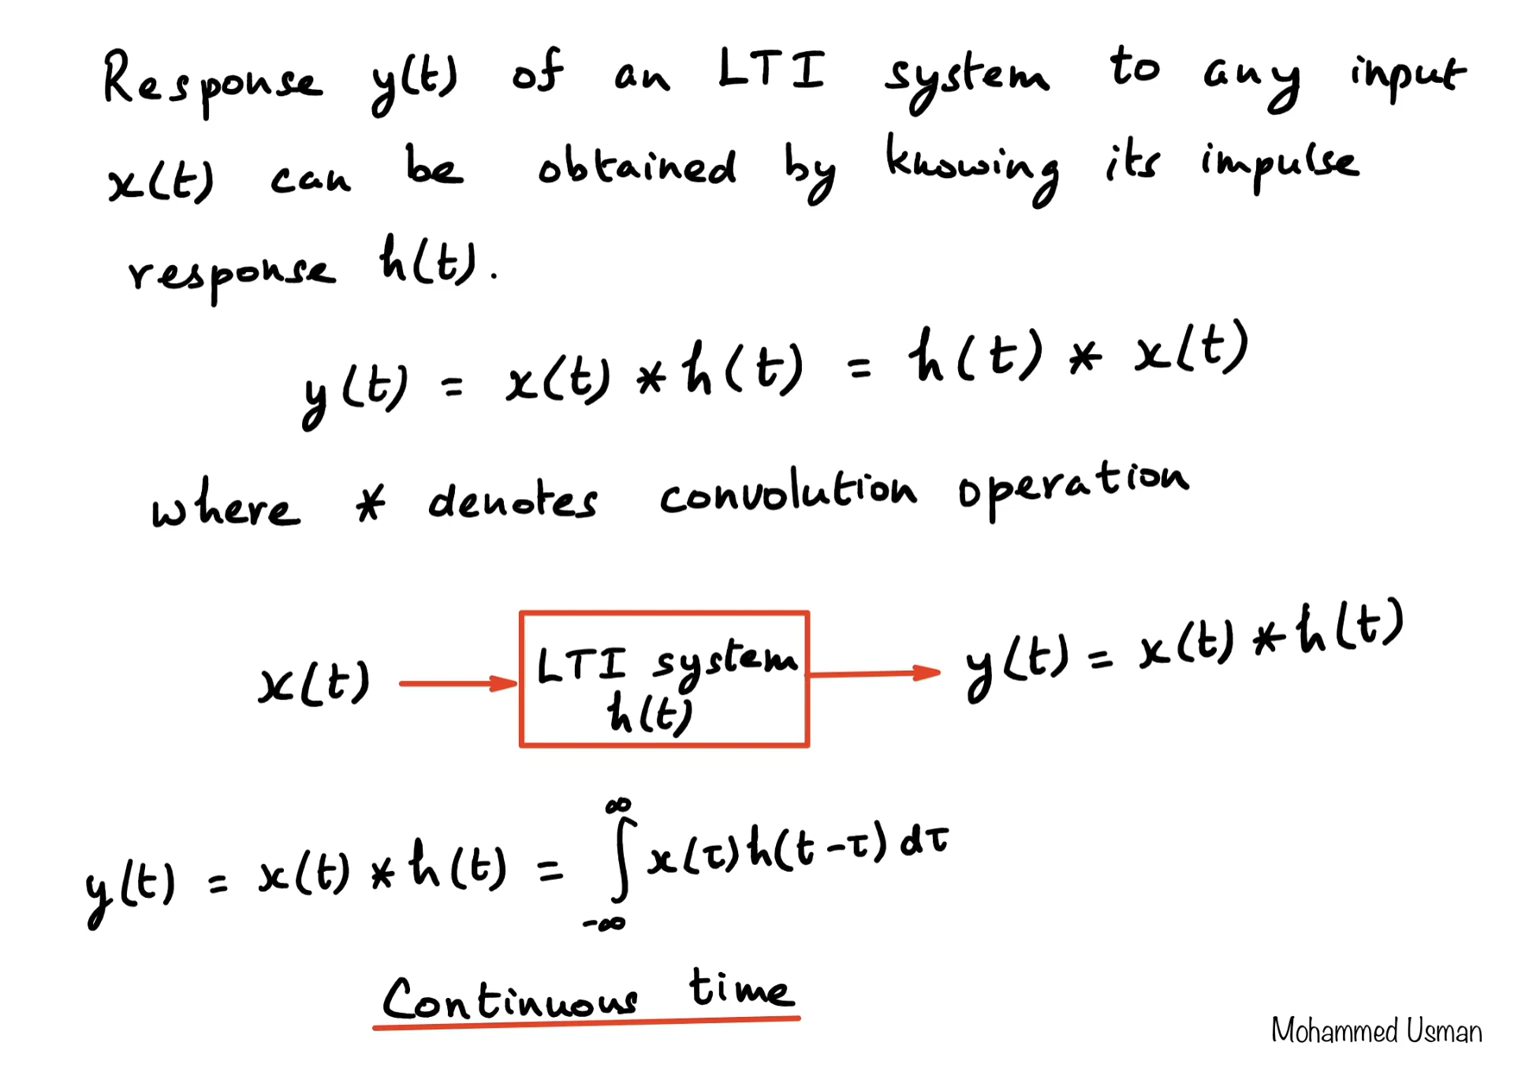 Response y(t) of an LTI system to any input
x(t) can be obtained by knowing its impulse
response h(t).
y(t) = x(t) * h(t) = h(t) * x(t)
where * denotes convolution operation
x(t) LTI system y(t) = x(t) * h(t)
h(t)
∞
y(t) = x(t) * h(t) = ∫ x(τ)h(t-τ) dτ
-∞
Continuous time
Mohammed Usman